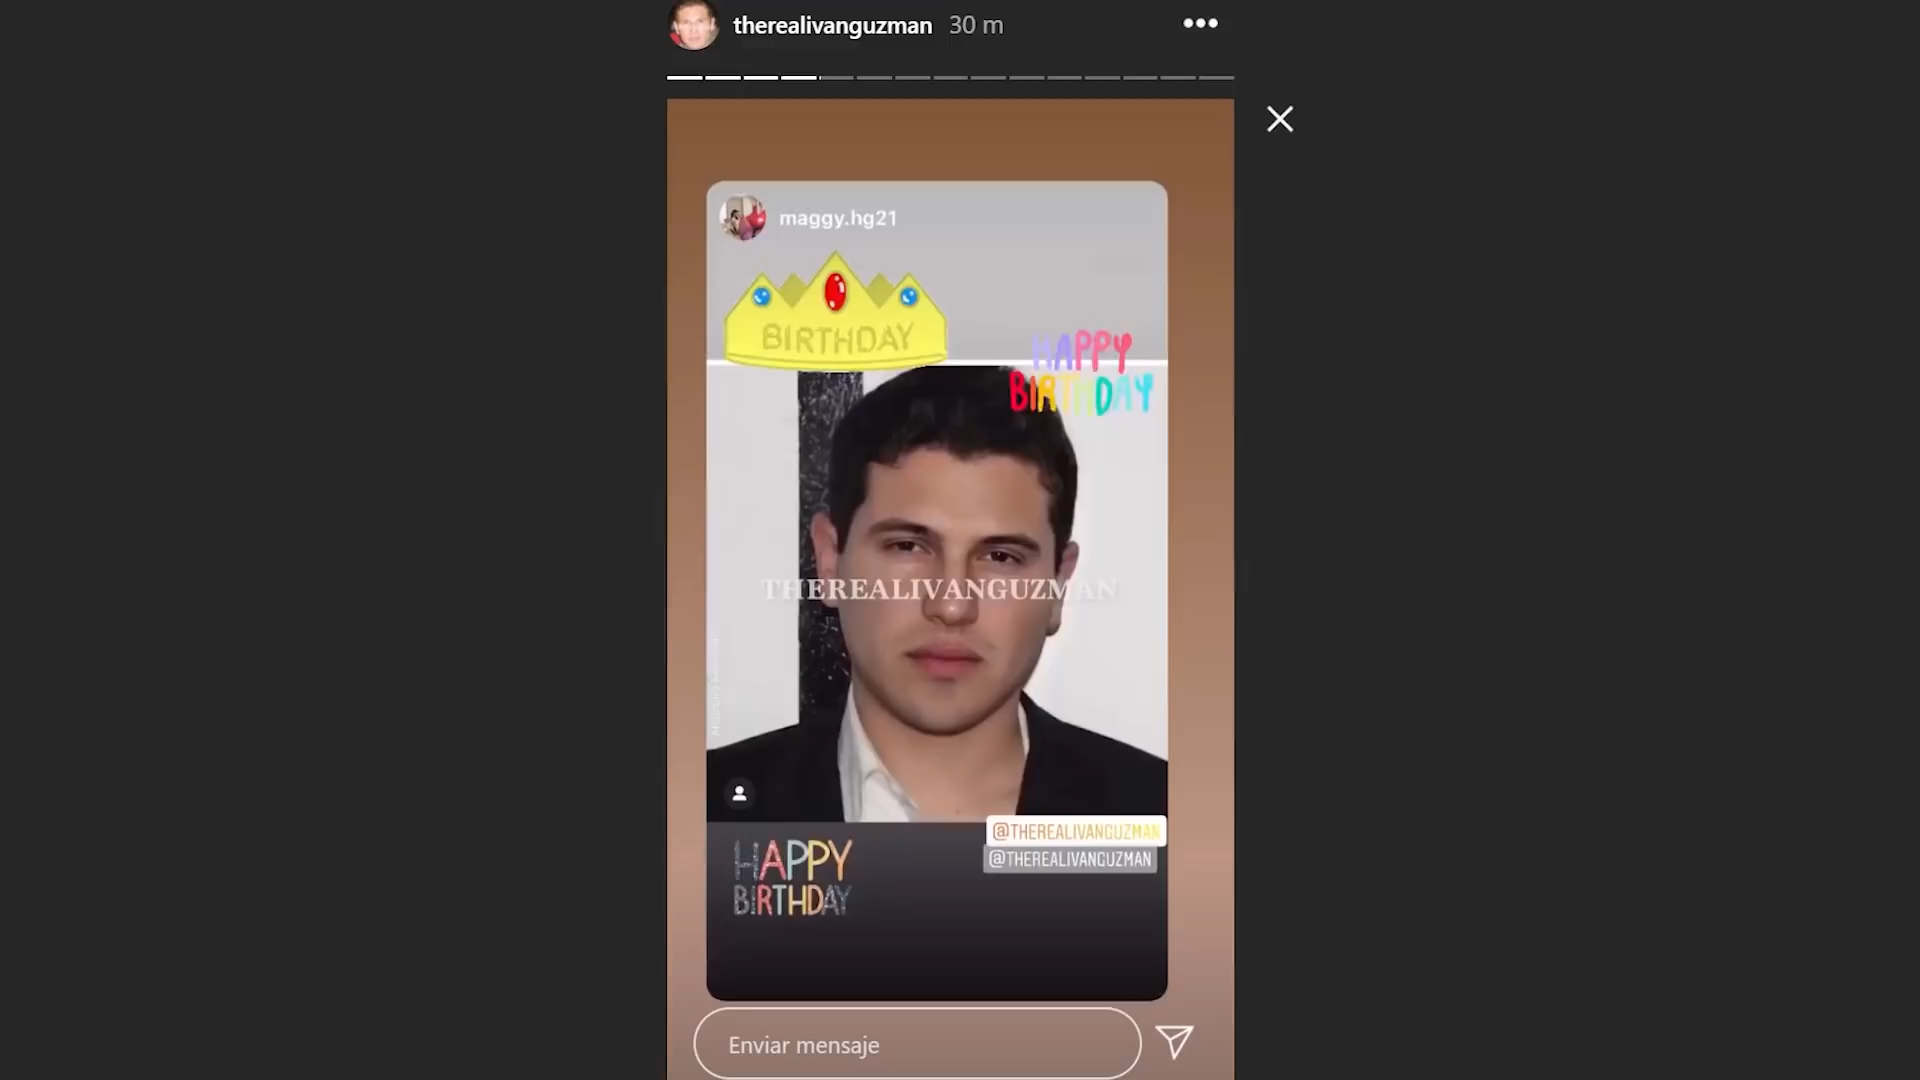 therealivanguzman 30 m
maggy.hg21
BIRTHDAY
HAPPY
BIRTHDAY
THEREALIVANGUZMAN
@THEREALIVANGUZMAN
@THEREALIVANGUZMAN
HAPPY
BIRTHDAY
Enviar mensaje